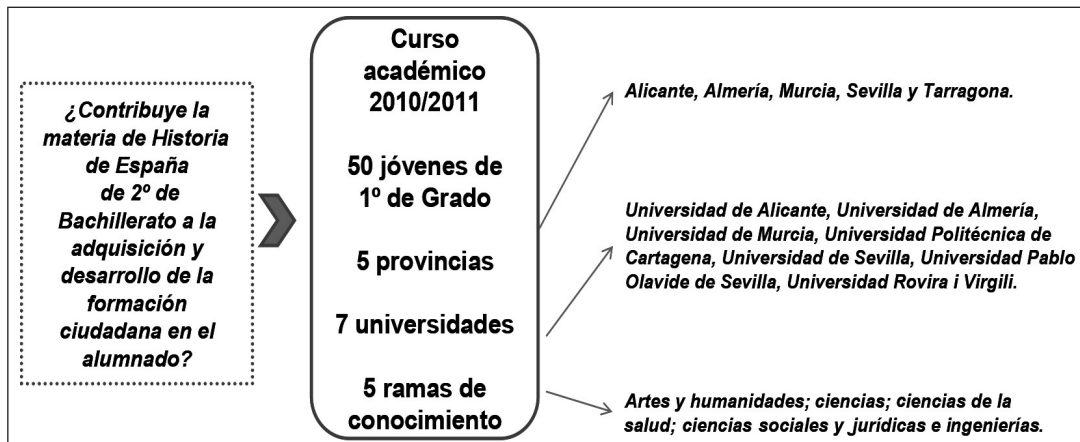 ¿Contribuye la
materia de Historia
de España
de 2º de
Bachillerato a la
adquisición y
desarrollo de la
formación
ciudadana en el
alumnado?
Curso
académico
2010/2011
50 jóvenes de
1º de Grado
5 provincias
7 universidades
5 ramas de
conocimiento
Alicante, Almería, Murcia, Sevilla y Tarragona.
Universidad de Alicante, Universidad de Almería,
Universidad de Murcia, Universidad Politécnica de
Cartagena, Universidad de Sevilla, Universidad Pablo
Olavide de Sevilla, Universidad Rovira i Virgili.
Artes y humanidades; ciencias; ciencias de la
salud; ciencias sociales y jurídicas e ingenierías.